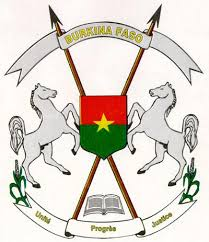 BURKINA FASO
Unité Progrès Justice